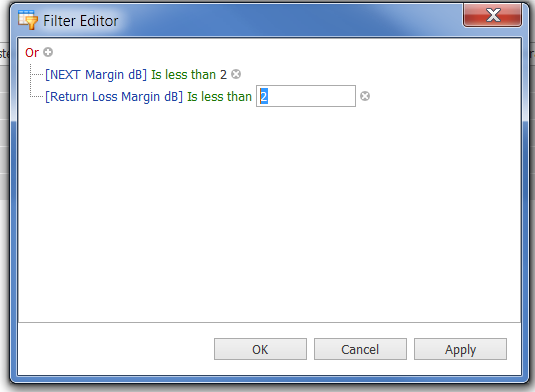 Filter Editor
Or
[NEXT Margin dB] Is less than 2
[Return Loss Margin dB] Is less than 2
OK Cancel Apply